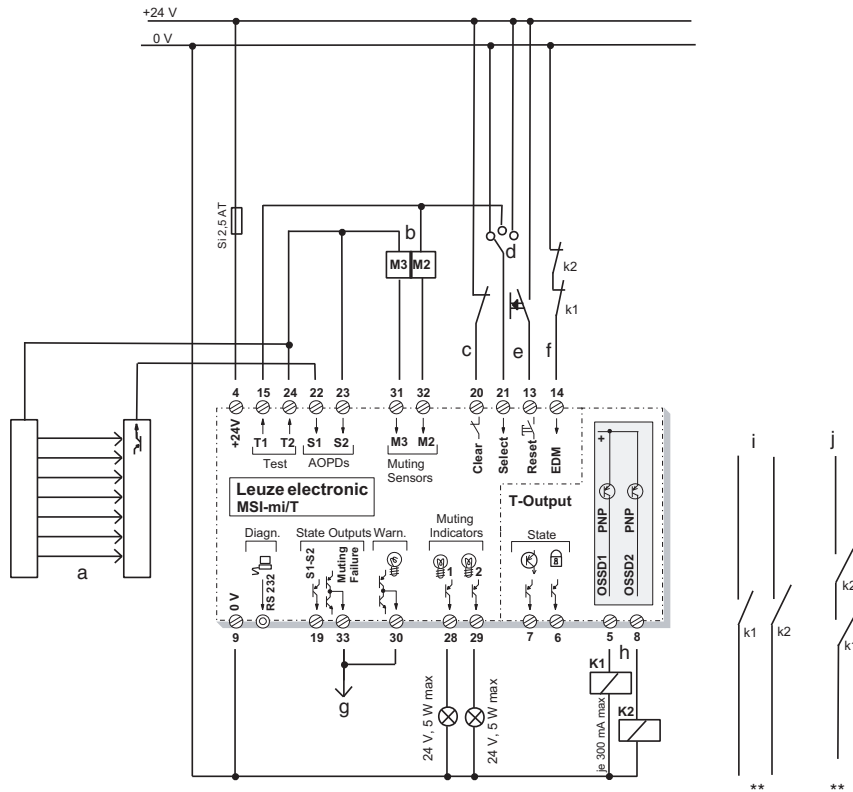 +24 V
0 V
Si 2,5 AT
b
M3 M2
d
k2
k1
c e f
4 15 24 22 23 31 32 20 21 13 14
+24V
T1 T2 S1 S2 M3 M2
Test AOPDs Muting
Sensors
Clear
Select
Reset
EDM
+
PNP PNP
OSSD1 OSSD2
Leuze electronic
MSI-mi/T
T-Output
Diagn. State Outputs Warn. Muting
Indicators
State
RS 232
S1-S2
Muting
Failure
1 2
8
0 V
9 19 33 30 28 29 7 6 5 8
a
g
h
K1
K2
24 V, 5 W max
24 V, 5 W max
je 300 mA max
i j
k1 k2
k2
k1
** **